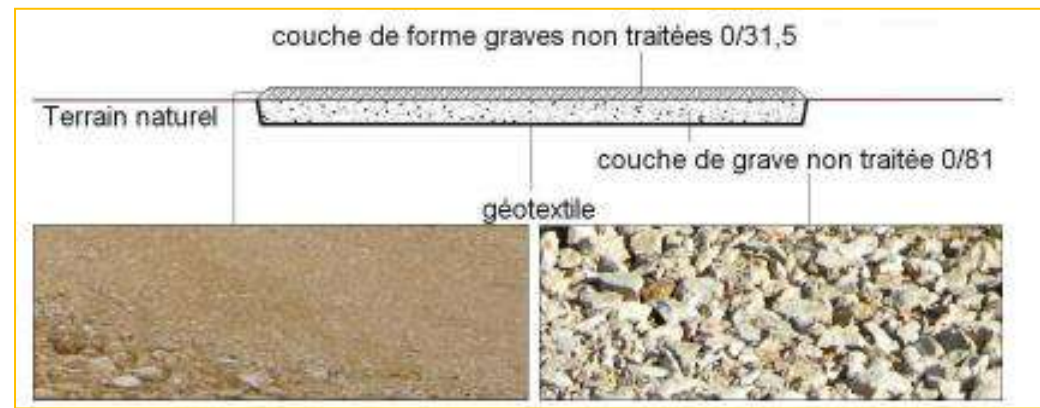 couche de forme graves non traitées 0/31,5
Terrain naturel
couche de grave non traitée 0/81
géotextile